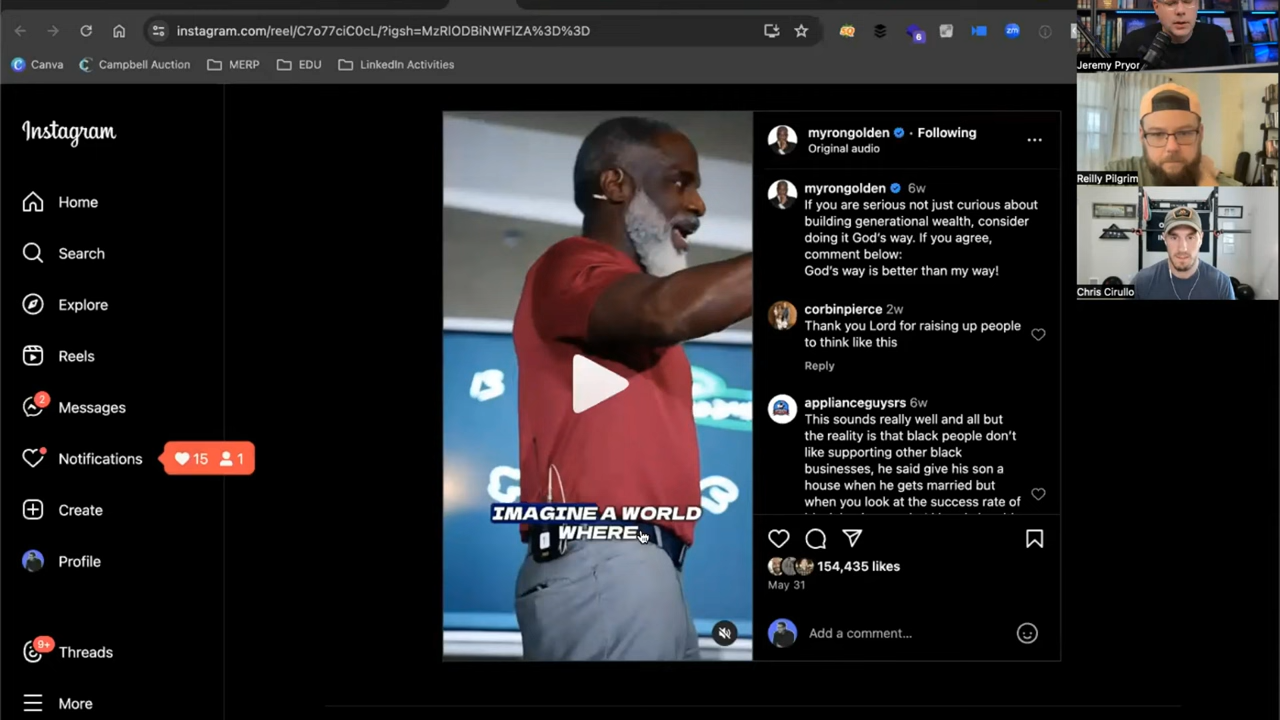 instagram.com/reel/C7o77ciC0cL/?igsh=MzRlODBiNWFlZA%3D%3D
6
zm
Canva
Campbell Auction
MERP
EDU
LinkedIn Activities
Jeremy Pryor
Reilly Pilgrim
Chris Cirullo
Instagram
Home
Search
Explore
Reels
2
Messages
Notifications
15
1
Create
Profile
9+
Threads
More
IMAGINE A WORLD
WHERE
myrongolden • Following
Original audio
myrongolden 6w
If you are serious not just curious about
building generational wealth, consider
doing it God's way. If you agree,
comment below:
God's way is better than my way!
corbinpierce 2w
Thank you Lord for raising up people
to think like this
Reply
applianceguysrs 6w
This sounds really well and all but
the reality is that black people don't
like supporting other black
businesses, he said give his son a
house when he gets married but
when you look at the success rate of
154,435 likes
May 31
Add a comment...